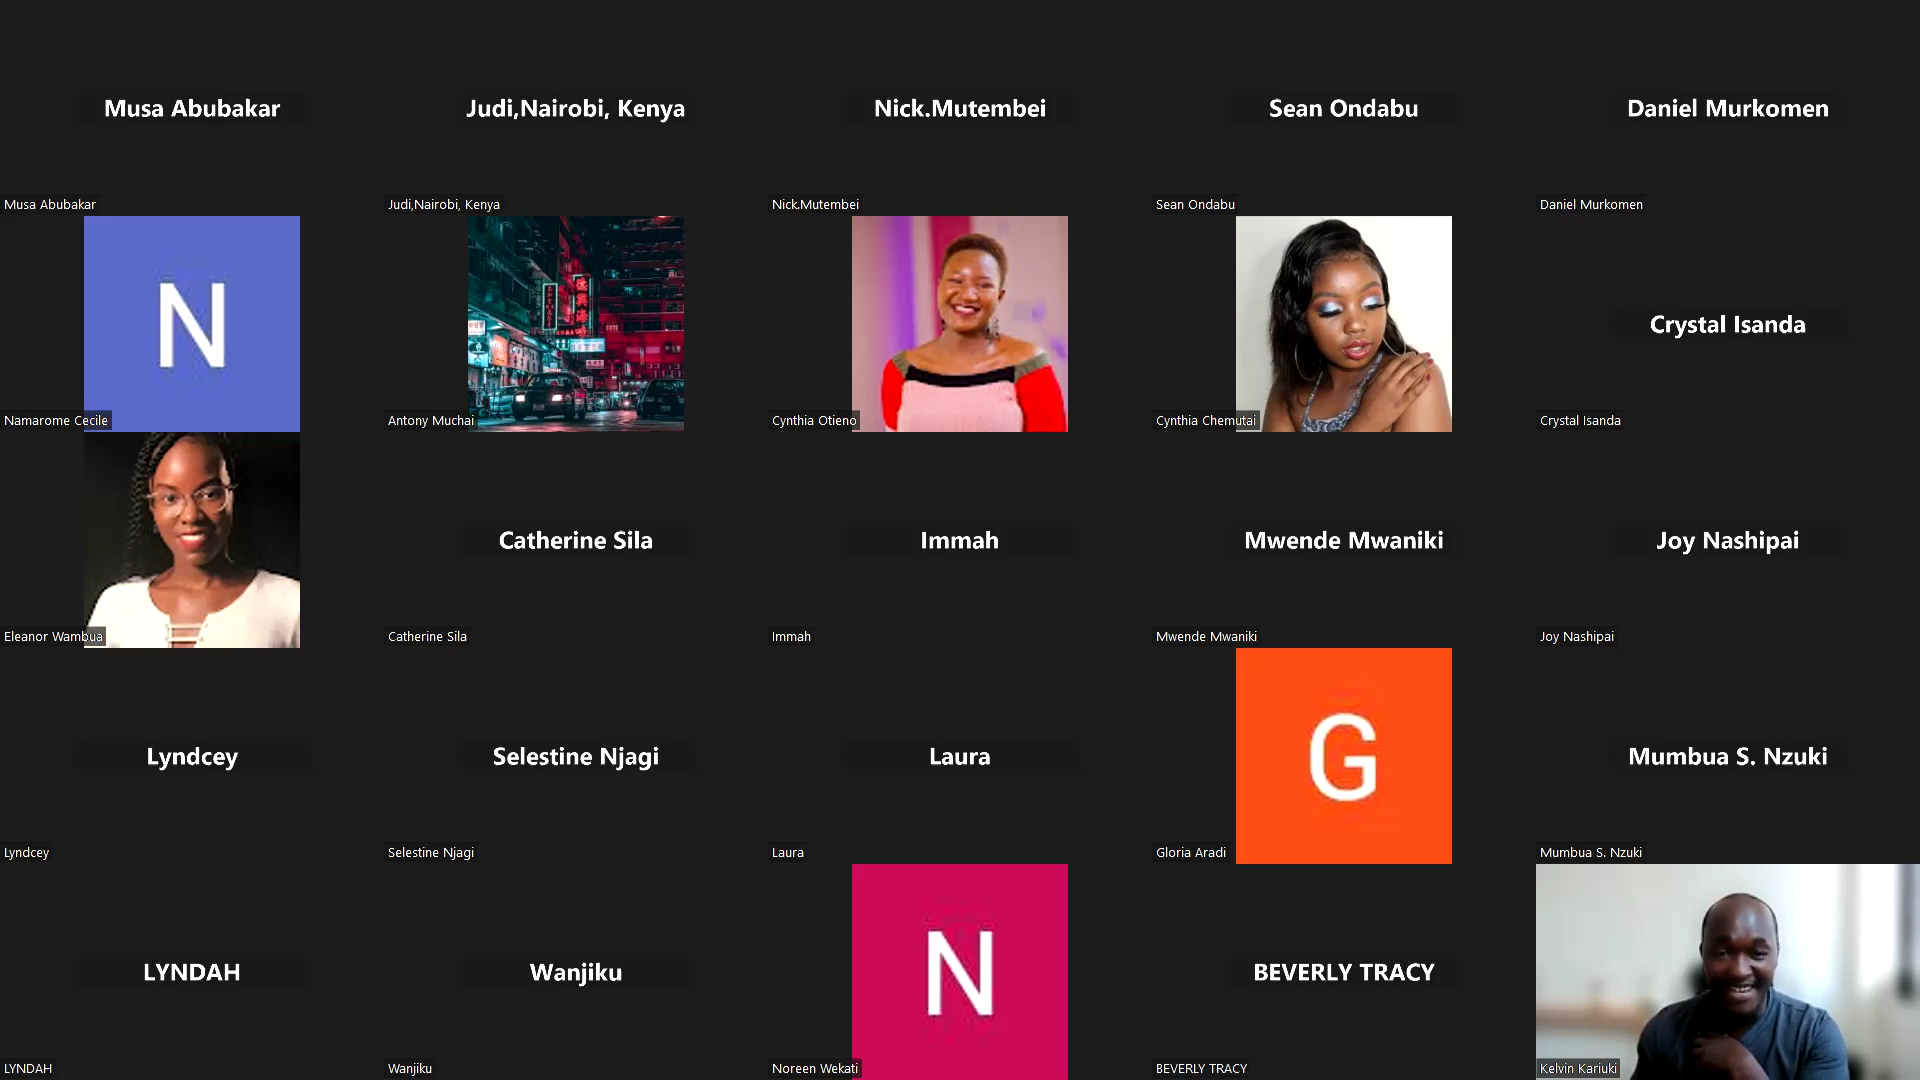 Musa Abubakar
Judi,Nairobi, Kenya
Nick.Mutembei
Sean Ondabu
Daniel Murkomen
Musa Abubakar
Judi,Nairobi, Kenya
Nick.Mutembei
Sean Ondabu
Daniel Murkomen
N
Crystal Isanda
Namarome Cecile
Antony Muchai
Cynthia Otieno
Cynthia Chemutai
Crystal Isanda
Catherine Sila
Immah
Mwende Mwaniki
Joy Nashipai
Eleanor Wambua
Catherine Sila
Immah
Mwende Mwaniki
Joy Nashipai
Lyndcey
Selestine Njagi
Laura
G
Mumbua S. Nzuki
Lyndcey
Selestine Njagi
Laura
Gloria Aradi
Mumbua S. Nzuki
LYNDAH
Wanjiku
N
BEVERLY TRACY
LYNDAH
Wanjiku
Noreen Wekati
BEVERLY TRACY
Kelvin Kariuki